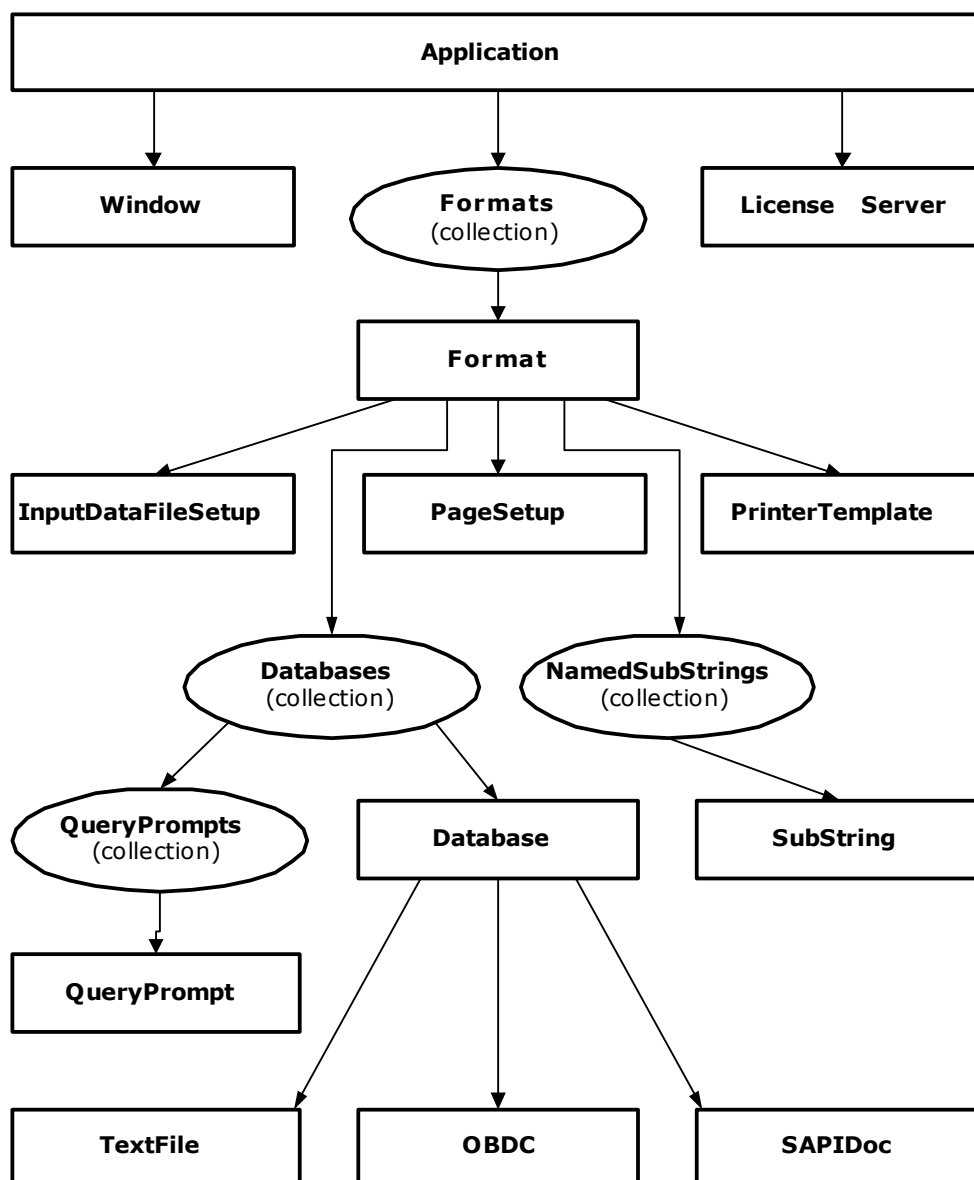 Application
Window
Formats
(collection)
License Server
Format
InputDataFileSetup
PageSetup
PrinterTemplate
Databases
(collection)
NamedSubStrings
(collection)
QueryPrompts
(collection)
Database
SubString
QueryPrompt
TextFile
OBDC
SAPIDoc